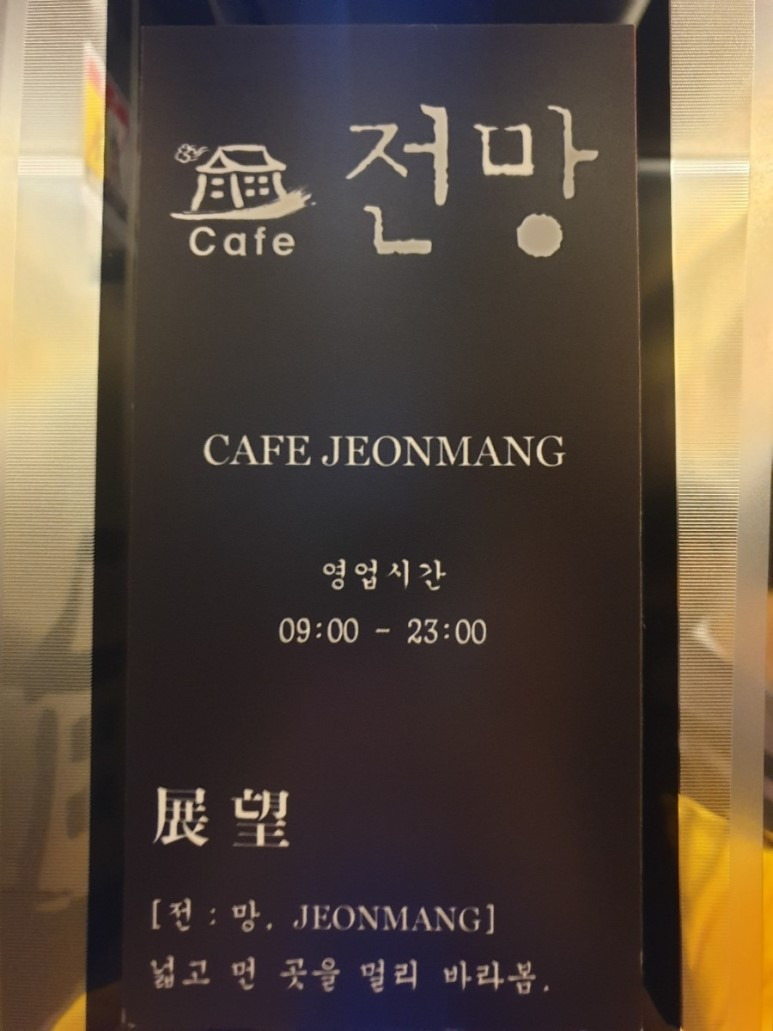 Cafe 전망
CAFE JEONMANG
영업시간
09:00 - 23:00
展望
[전:망. JEONMANG]
넓고 먼 곳을 멀리 바라봄.